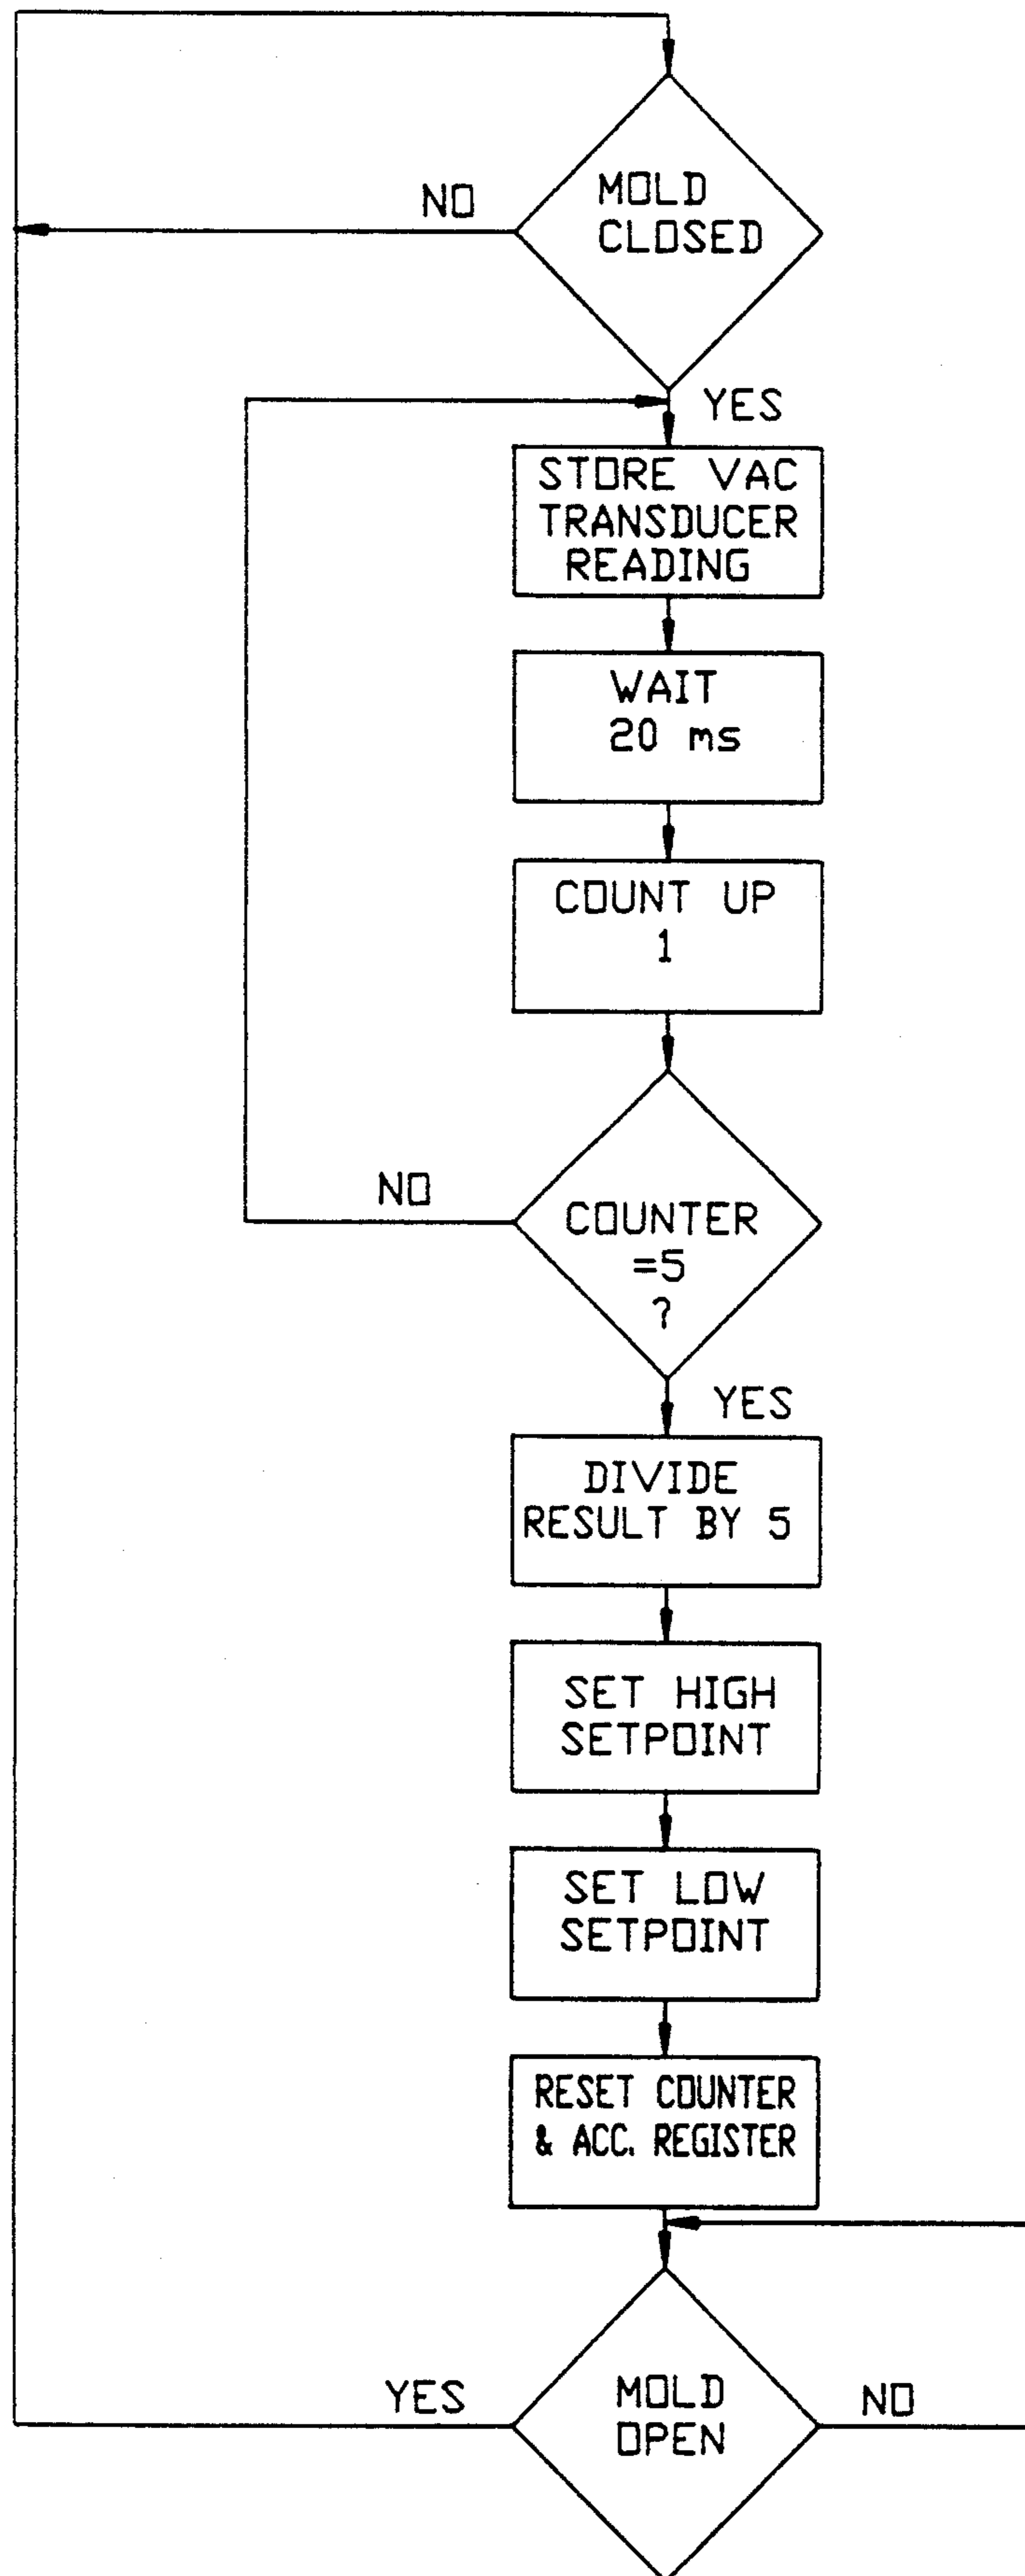 NO
MOLD
CLOSED
YES
STORE VAC
TRANSDUCER
READING
WAIT
20 ms
COUNT UP
1
NO
COUNTER
=5
?
YES
DIVIDE
RESULT BY 5
SET HIGH
SETPOINT
SET LOW
SETPOINT
RESET COUNTER
& ACC. REGISTER
YES
MOLD
OPEN
NO